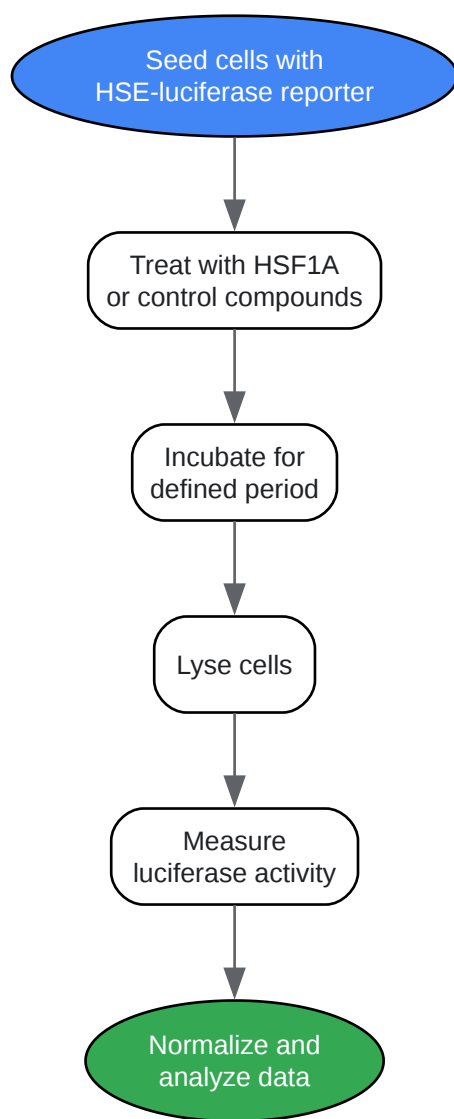 Seed cells with
HSE-luciferase reporter
Treat with HSF1A
or control compounds
Incubate for
defined period
Lyse cells
Measure
luciferase activity
Normalize and
analyze data